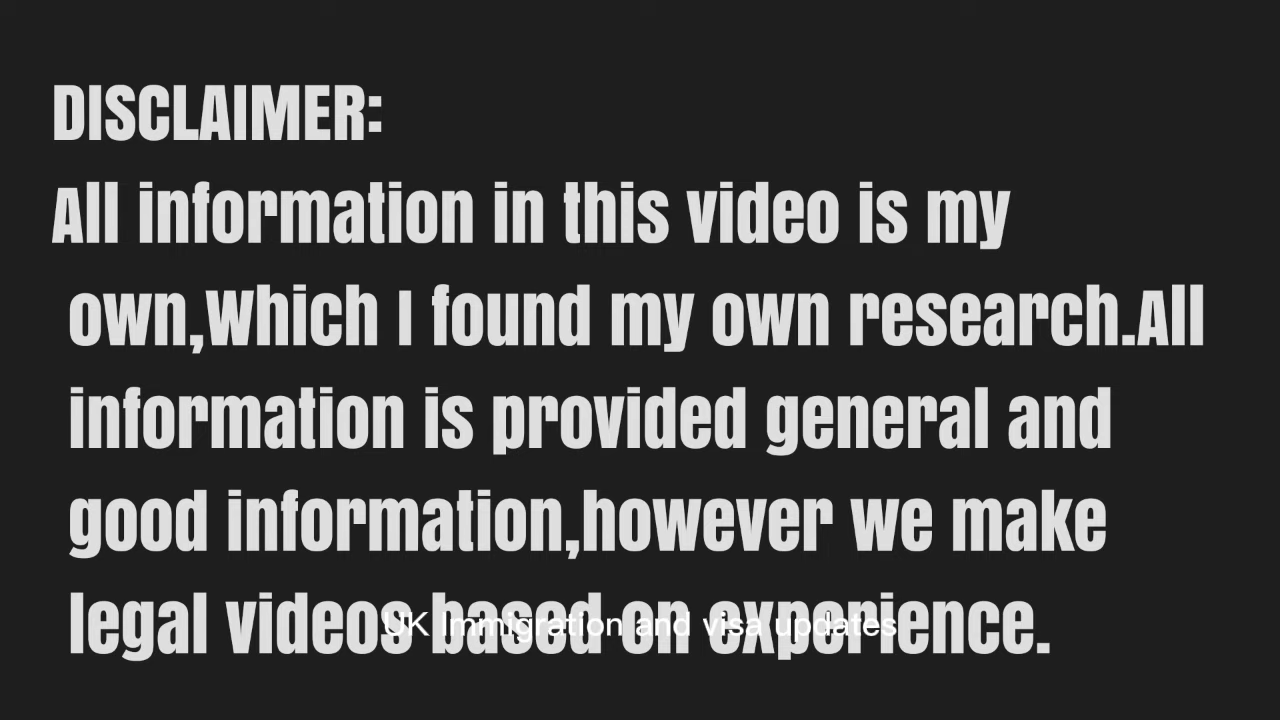 DISCLAIMER:
All information in this video is my
own,Which I found my own research.All
information is provided general and
good information,however we make
legal videos based on experience.
UK Immigration and visa updates